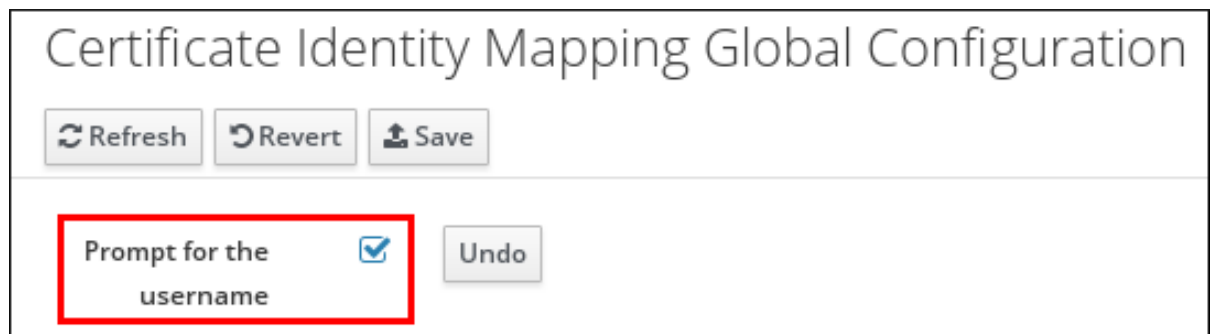 Certificate Identity Mapping Global Configuration
Refresh Revert Save
Prompt for the Undo
username